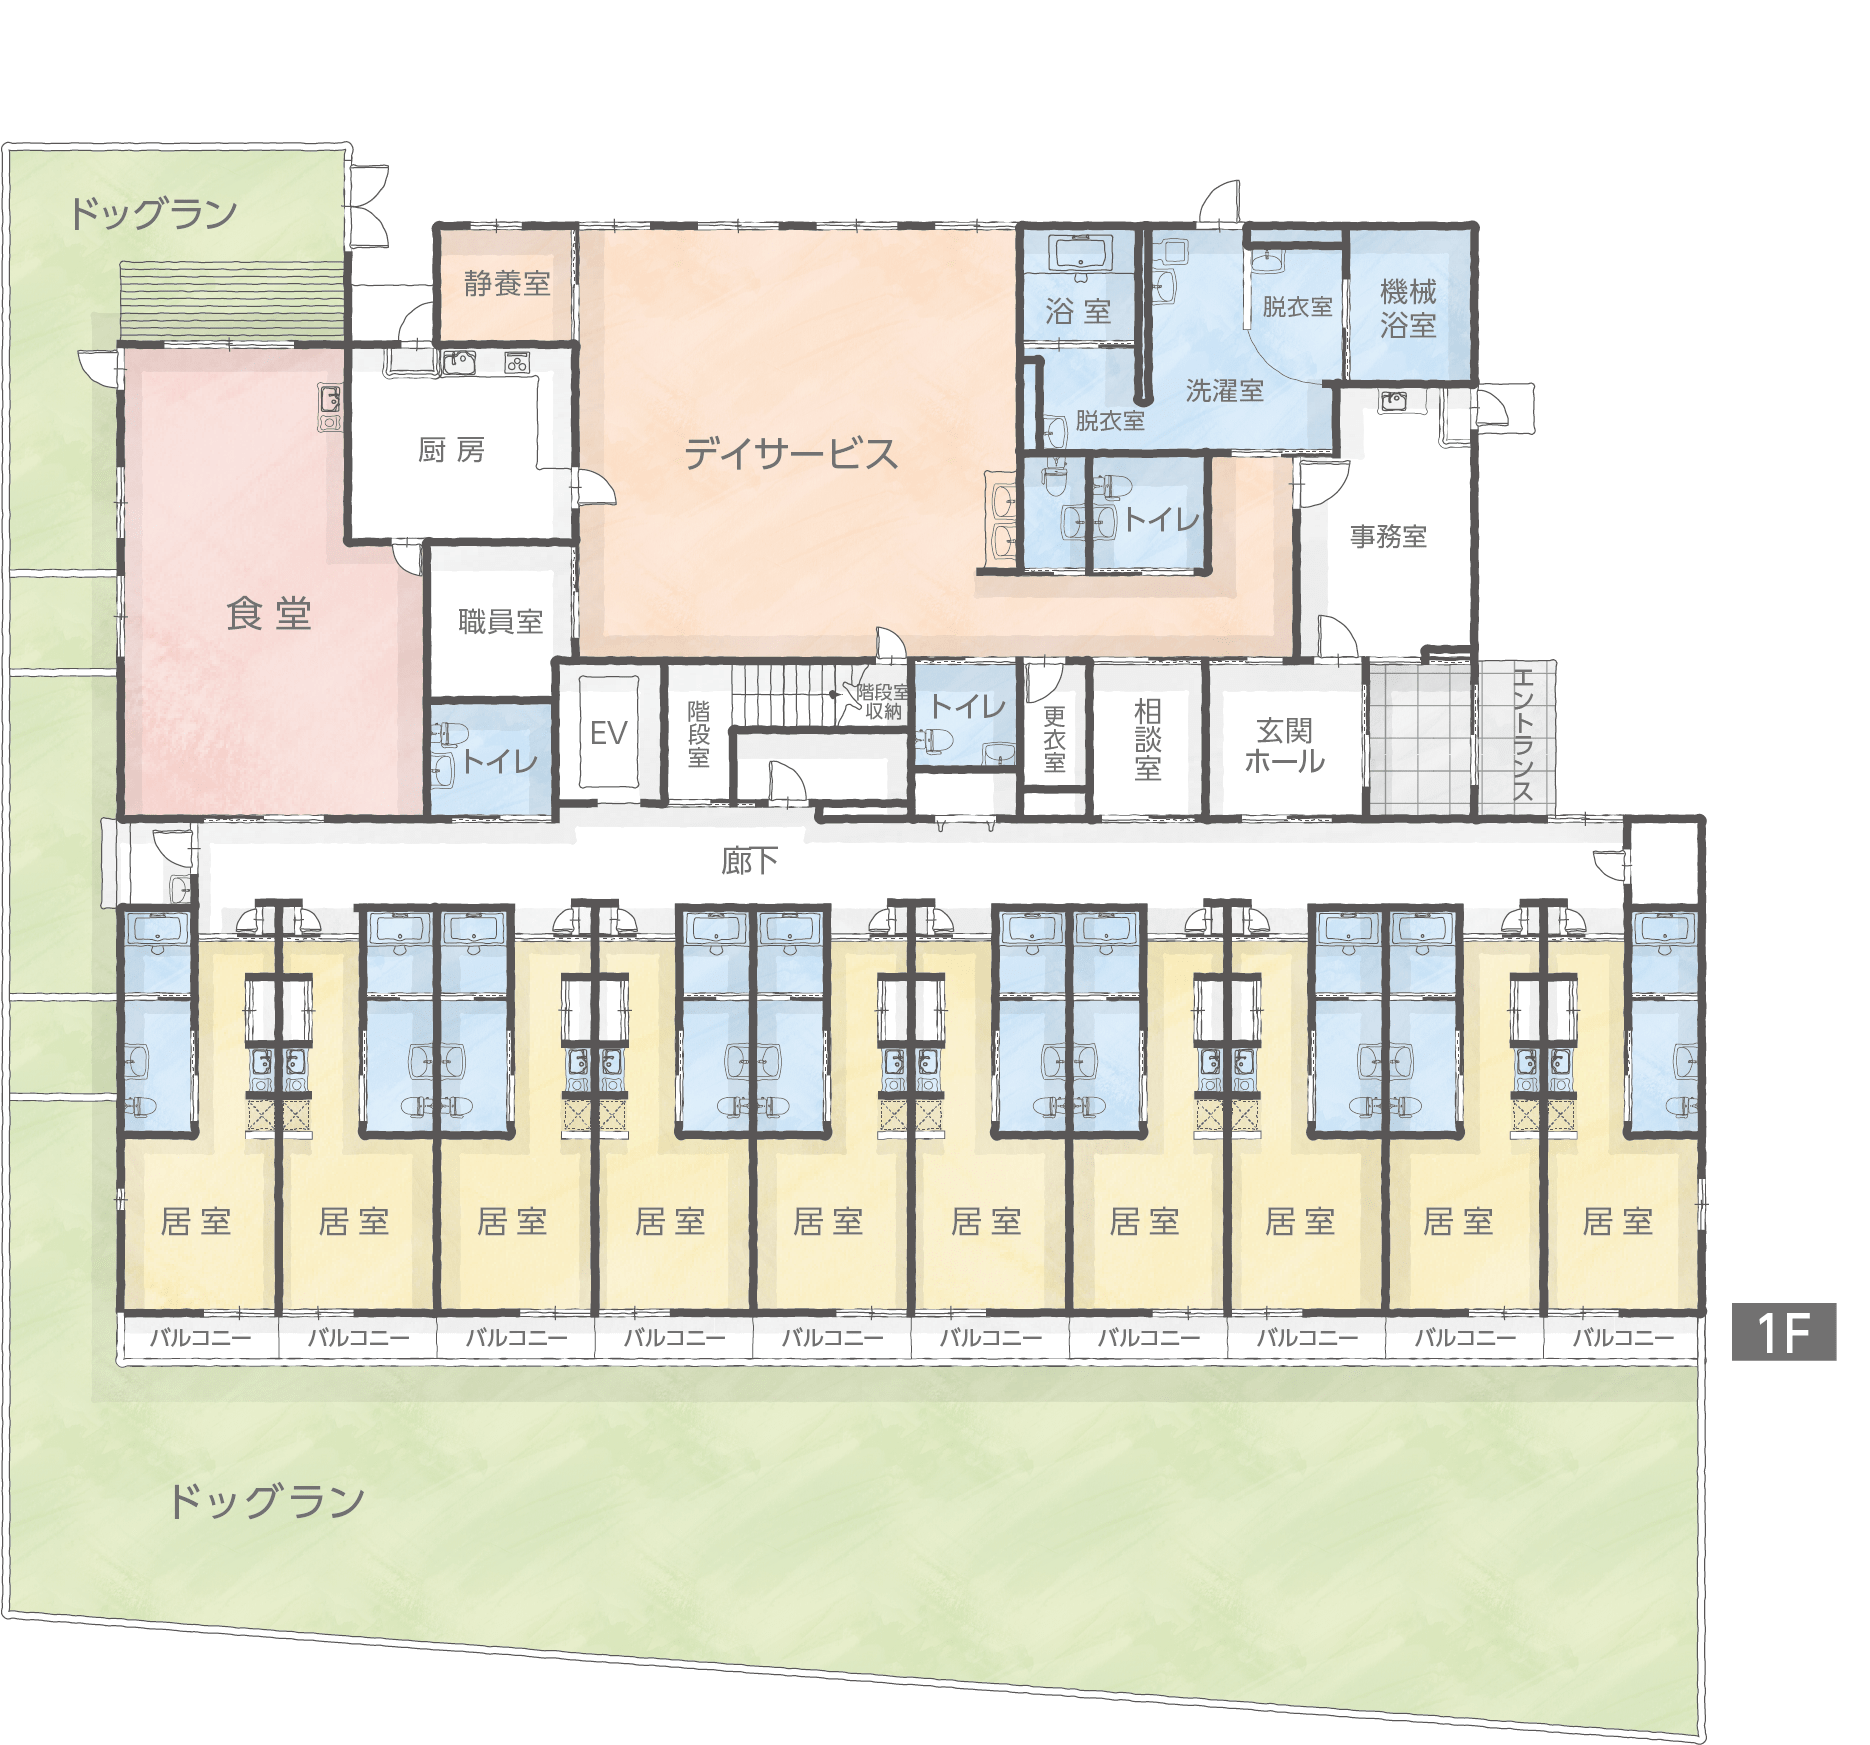 ドッグラン
静養室
浴室
脱衣室
機械
浴室
洗濯室
脱衣室
厨房
デイサービス
トイレ
事務室
食堂
職員室
エントランス
階段室
収納
トイレ
階段室
EV
更衣室
相談室
玄関
ホール
トイレ
廊下
居室
居室
居室
居室
居室
居室
居室
居室
居室
居室
バルコニー
バルコニー
バルコニー
バルコニー
バルコニー
バルコニー
バルコニー
バルコニー
バルコニー
バルコニー
1F
ドッグラン